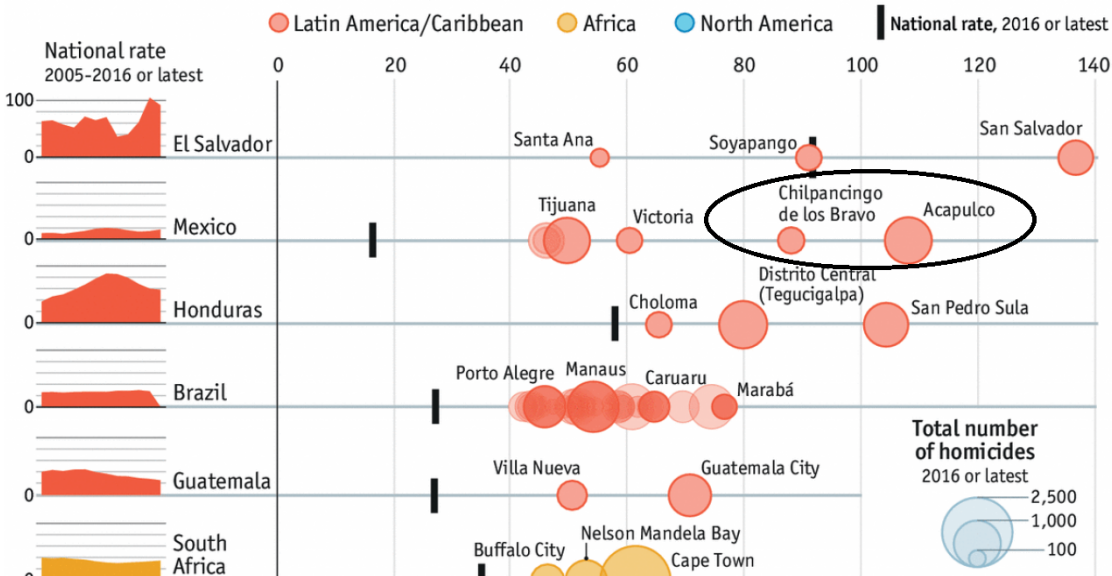 Latin America/Caribbean Africa North America National rate, 2016 or latest
National rate
2005-2016 or latest
0 20 40 60 80 100 120 140
100
0
El Salvador
Santa Ana
Soyapango
San Salvador
0
Mexico
Tijuana
Victoria
Chilpancingo
de los Bravo
Acapulco
0
Honduras
Choloma
Distrito Central
(Tegucigalpa)
San Pedro Sula
0
Brazil
Porto Alegre
Manaus
Caruaru
Marabá
0
Guatemala
Villa Nueva
Guatemala City
South
Africa
0
Buffalo City
Nelson Mandela Bay
Cape Town
Total number
of homicides
2016 or latest
2,500
1,000
100